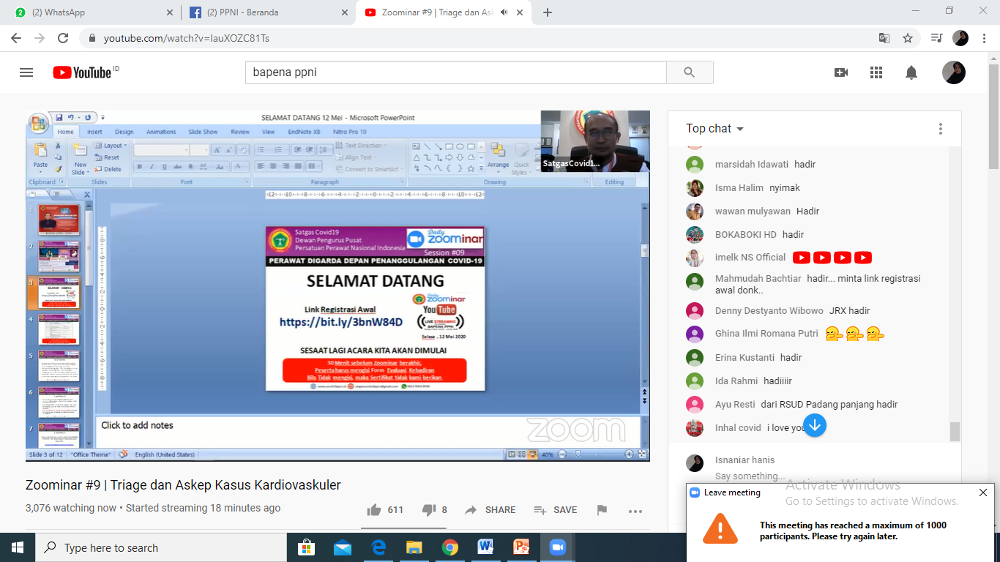 (2) WhatsApp
(2) PPNI - Beranda
Zoominar #9 | Triage dan Ask
youtube.com/watch?v=IauXOZC81Ts
YouTube ID
bapena ppni
SELAMAT DATANG 12 Mei - Microsoft PowerPoint
Home Insert Design Animations Slide Show Review View EndNote X8 Nitro Pro 10
Paste
New
Slide
Layout
Reset
Delete
Text Direction
Align Text
Convert to SmartArt
Arrange
Quick
Styles
Clipboard Slides Font Paragraph Drawing Editing
SatgasCovid1...
1
2
3
4
5
6
7
Satgas Covid19
Dewan Pengurus Pusat
Persatuan Perawat Nasional Indonesia
Daily
zoominar
Session #09
PERAWAT DIGARDA DEPAN PENANGGULANGAN COVID-19
SELAMAT DATANG
Link Registrasi Awal
https://bit.ly/3bnW84D
Daily zoominar
YouTube
LIVE STREAMING
BAPENA PPNI
Selasa , 12 Mei 2020
SESAAT LAGI ACARA KITA AKAN DIMULAI
30 Menit sebelum Zoominar berakhir,
Peserta harus mengisi Form Evaluasi Kehadiran
Bila Tidak mengisi, maka Sertifikat tidak kami berikan.
Click to add notes
zoom
Slide 3 of 12 "Office Theme" English (United States) 40%
Zoominar #9 | Triage dan Askep Kasus Kardiovaskuler
3,076 watching now • Started streaming 18 minutes ago
611 8 SHARE SAVE
Top chat
marsidah Idawati hadir
Isma Halim nyimak
wawan mulyawan Hadir
BOKABOKI HD hadir
imelk NS Official
Mahmudah Bachtiar hadir... minta link registrasi
awal donk..
Denny Destyanto Wibowo JRX hadir
Ghina Ilmi Romana Putri
Erina Kustanti hadir
Ida Rahmi hadiiiir
Ayu Resti dari RSUD Padang panjang hadir
Inhal covid i love you
Isnaniar hanis
Say something...
Activate Windows
Go to Settings to activate Windows.
Leave meeting
This meeting has reached a maximum of 1000
participants. Please try again later.
Type here to search